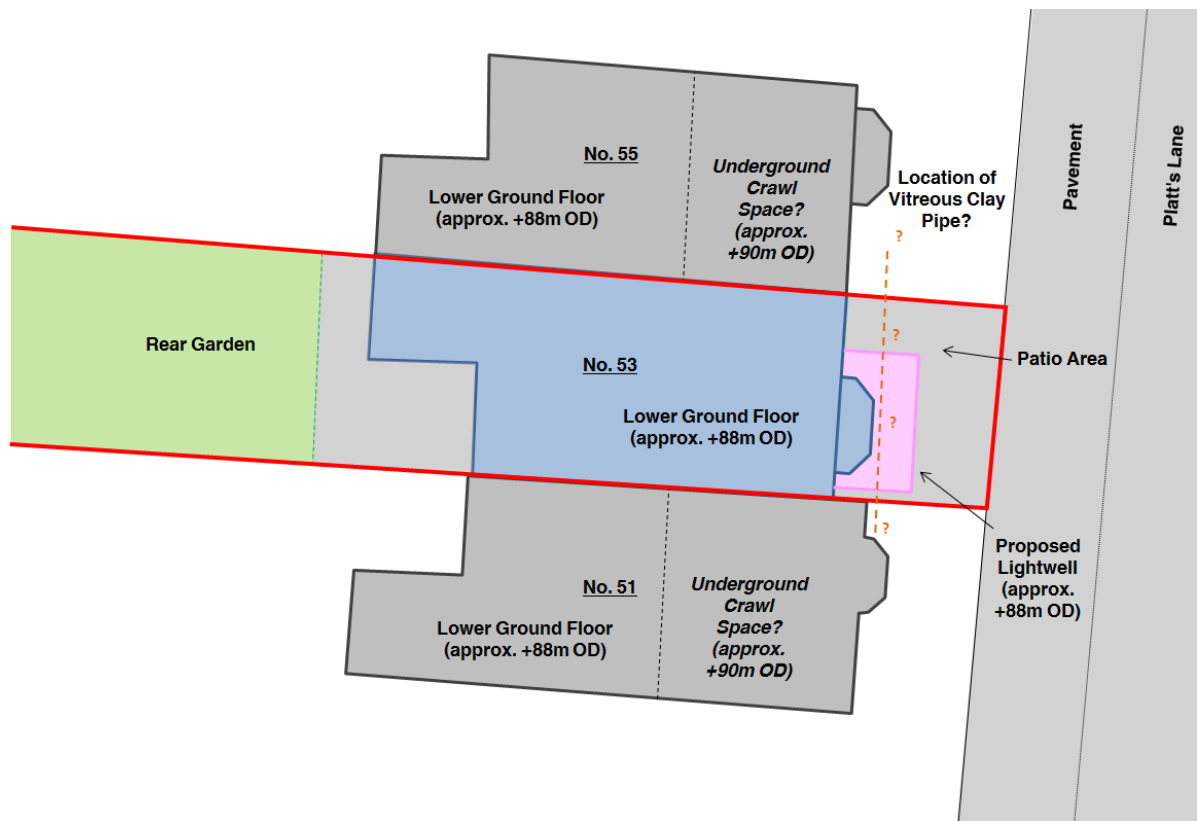 No. 55
Lower Ground Floor
(approx. +88m OD)
Underground
Crawl
Space?
(approx.
+90m OD)
Location of
Vitreous Clay
Pipe?
?
?
?
?
Pavement
Platt's Lane
Rear Garden
No. 53
Lower Ground Floor
(approx. +88m OD)
Patio Area
Proposed
Lightwell
(approx.
+88m OD)
No. 51
Lower Ground Floor
(approx. +88m OD)
Underground
Crawl
Space?
(approx.
+90m OD)